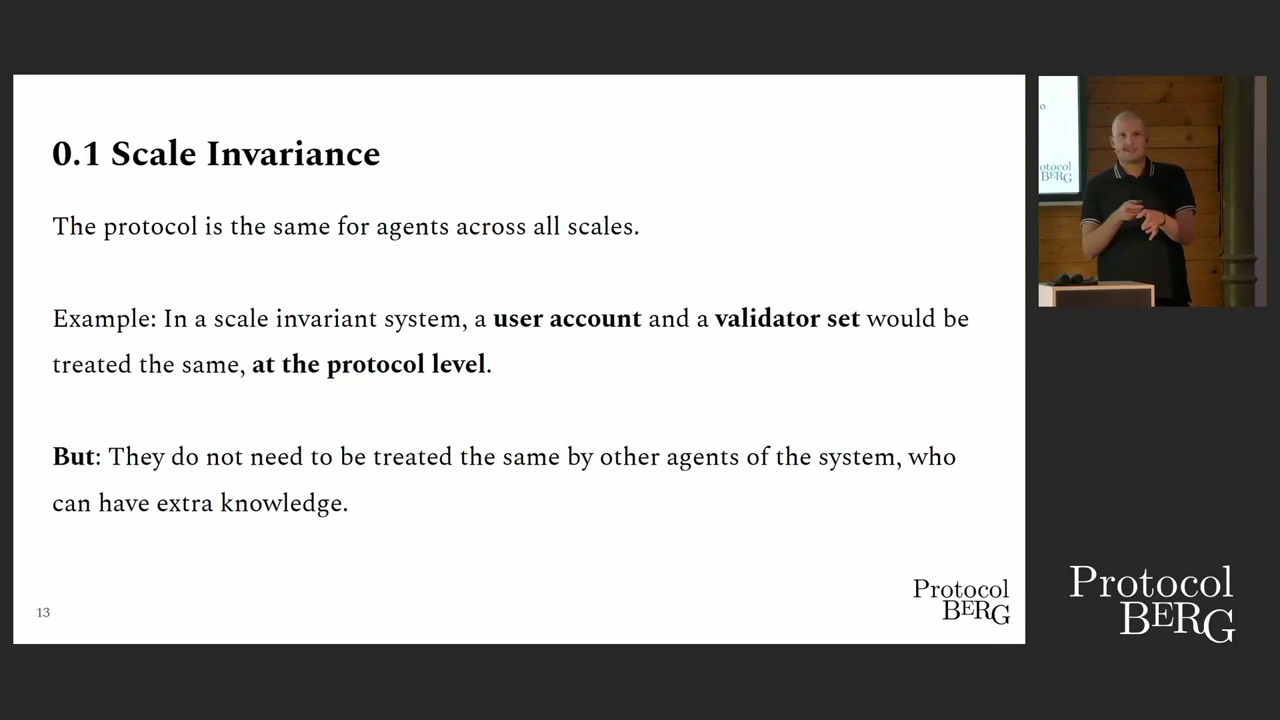 0.1 Scale Invariance
The protocol is the same for agents across all scales.
Example: In a scale invariant system, a user account and a validator set would be
treated the same, at the protocol level.
But: They do not need to be treated the same by other agents of the system, who
can have extra knowledge.
13
Protocol
BERG
o
otocol
BERG
Protocol
BERG